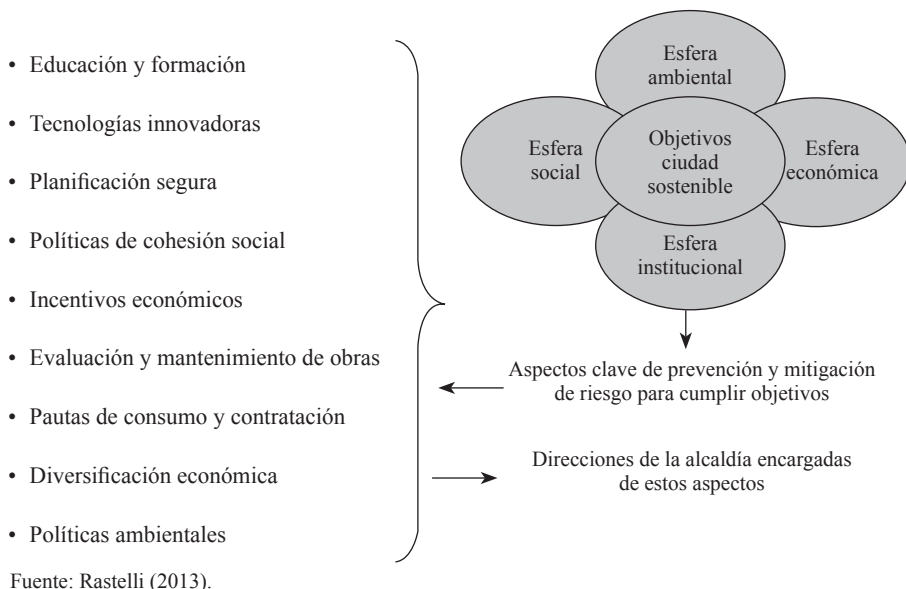 • Educación y formación
• Tecnologías innovadoras
• Planificación segura
• Políticas de cohesión social
• Incentivos económicos
• Evaluación y mantenimiento de obras
• Pautas de consumo y contratación
• Diversificación económica
• Políticas ambientales
Esfera
ambiental
Esfera
social
Objetivos
ciudad
sostenible
Esfera
económica
Esfera
institucional
Aspectos clave de prevención y mitigación
de riesgo para cumplir objetivos
Direcciones de la alcaldía encargadas
de estos aspectos
Fuente: Rastelli (2013).